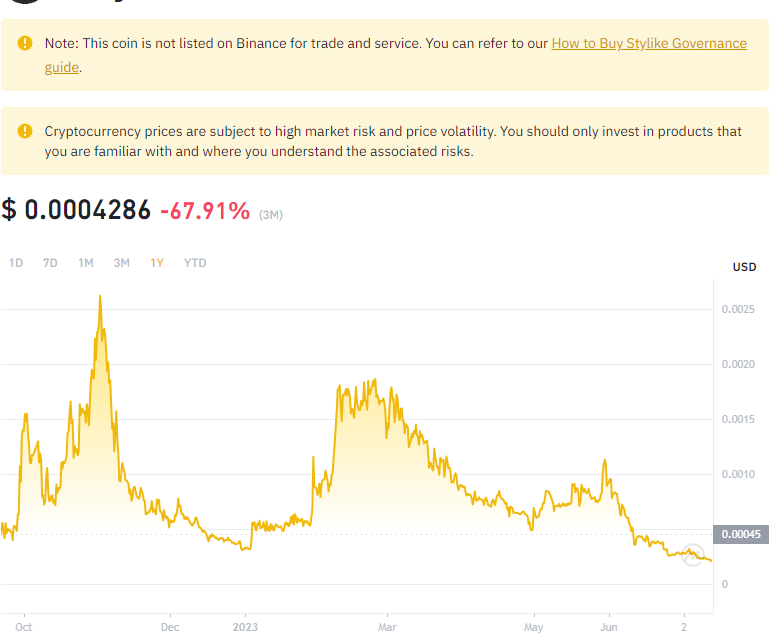 Note: This coin is not listed on Binance for trade and service. You can refer to our How to Buy Stylike Governance
guide.
Cryptocurrency prices are subject to high market risk and price volatility. You should only invest in products that
you are familiar with and where you understand the associated risks.
$ 0.0004286 -67.91% (3M)
1D 7D 1M 3M 1Y YTD
USD
0.0025
0.0020
0.0015
0.0010
0.00045
0
Oct Dec 2023 Mar May Jun 2